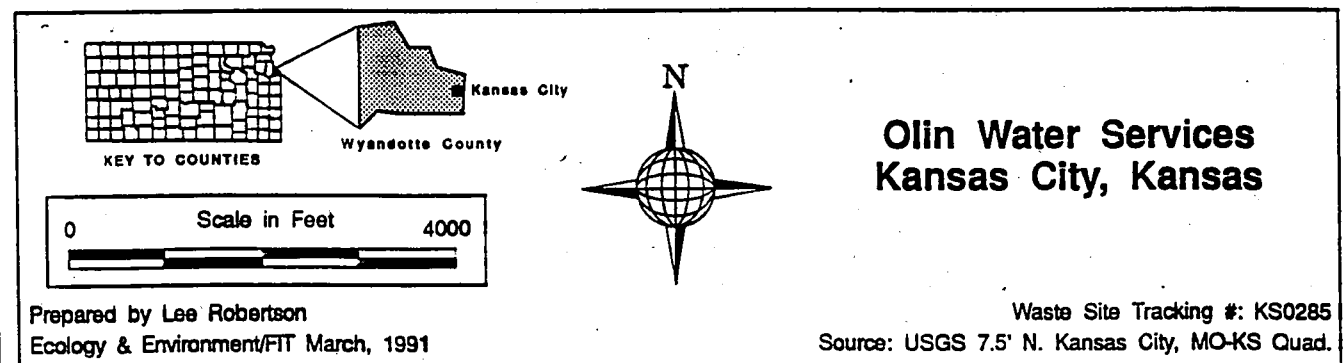 Kansas City
Wyandotte County
KEY TO COUNTIES
Scale in Feet
0 4000
N
Olin Water Services
Kansas City, Kansas
Prepared by Lee Robertson
Ecology & Environment/FIT March, 1991
Waste Site Tracking #: KS0285
Source: USGS 7.5' N. Kansas City, MO-KS Quad.